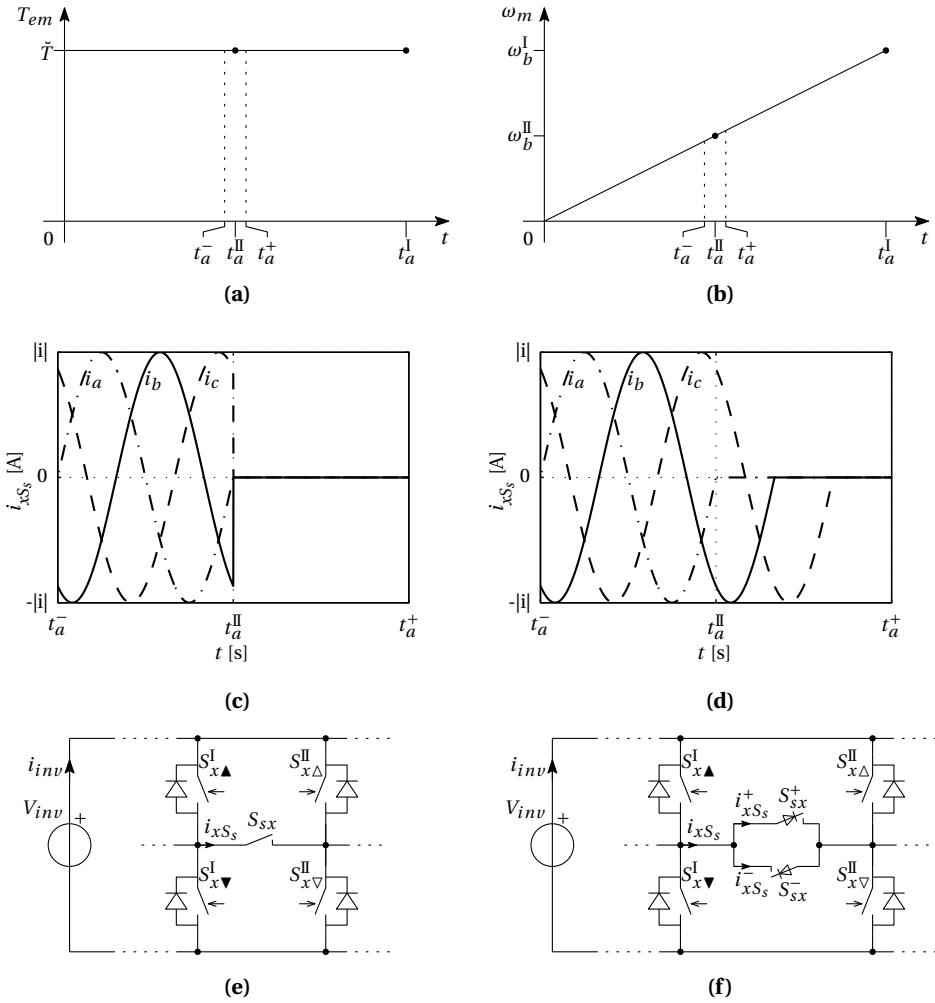 T_em
T̆
0
t_a^- t_a^II t_a^+
t_a^I
t
(a)
ω_m
ω_b^I
ω_b^II
0
t_a^- t_a^II t_a^+
t_a^I
t
(b)
|i|
i_a i_b i_c
i_xS_s [A]
0
-|i|
t_a^- t_a^II t_a^+
t [s]
(c)
|i|
i_a i_b i_c
i_xS_s [A]
0
-|i|
t_a^- t_a^II t_a^+
t [s]
(d)
i_inv
V_inv
+
S_x▲^I
S_x△^II
i_xS_s
S_sx
S_x▼^I
S_x▽^II
(e)
i_inv
V_inv
+
S_x▲^I
S_x△^II
i_xS_s^+
S_sx^+
i_xS_s
i_xS_s^-
S_sx^-
S_x▼^I
S_x▽^II
(f)